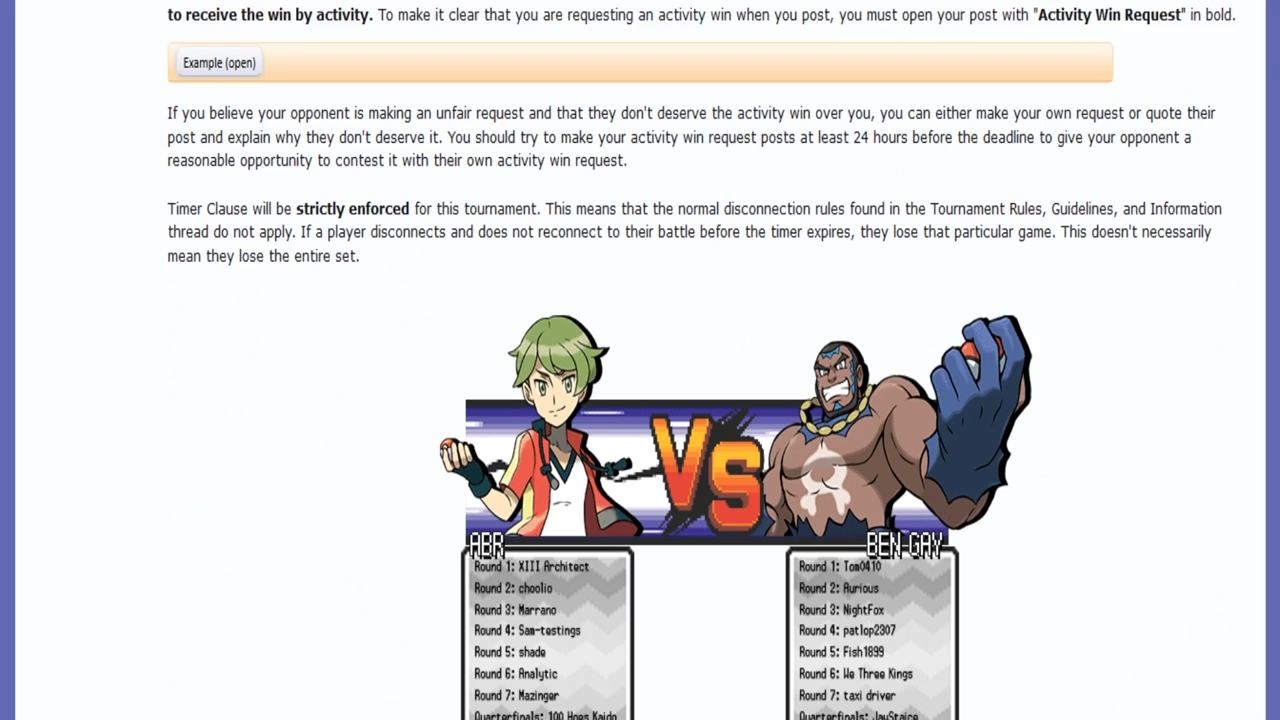 to receive the win by activity. To make it clear that you are requesting an activity win when you post, you must open your post with "Activity Win Request" in bold.
Example (open)
If you believe your opponent is making an unfair request and that they don't deserve the activity win over you, you can either make your own request or quote their
post and explain why they don't deserve it. You should try to make your activity win request posts at least 24 hours before the deadline to give your opponent a
reasonable opportunity to contest it with their own activity win request.
Timer Clause will be strictly enforced for this tournament. This means that the normal disconnection rules found in the Tournament Rules, Guidelines, and Information
thread do not apply. If a player disconnects and does not reconnect to their battle before the timer expires, they lose that particular game. This doesn't necessarily
mean they lose the entire set.
VS
ABR
Round 1: XIII Architect
Round 2: choolio
Round 3: Marrano
Round 4: Sam-testings
Round 5: shade
Round 6: Analytic
Round 7: Mazinger
Quarterfinals: 100 Hoes Kaido
BEN GAY
Round 1: Tom0410
Round 2: Aurious
Round 3: NightFox
Round 4: patlop2307
Round 5: Fish1899
Round 6: We Three Kings
Round 7: taxi driver
Quarterfinals: JayStaice